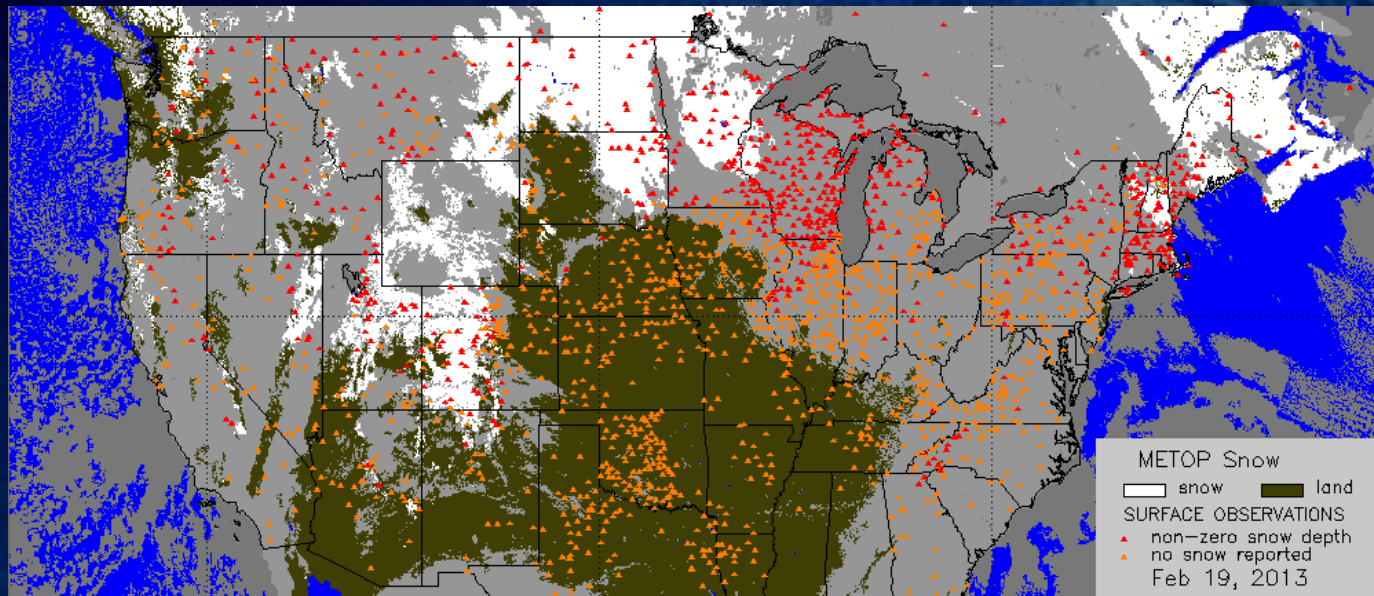 METOP Snow
snow land
SURFACE OBSERVATIONS
non-zero snow depth
no snow reported
Feb 19, 2013